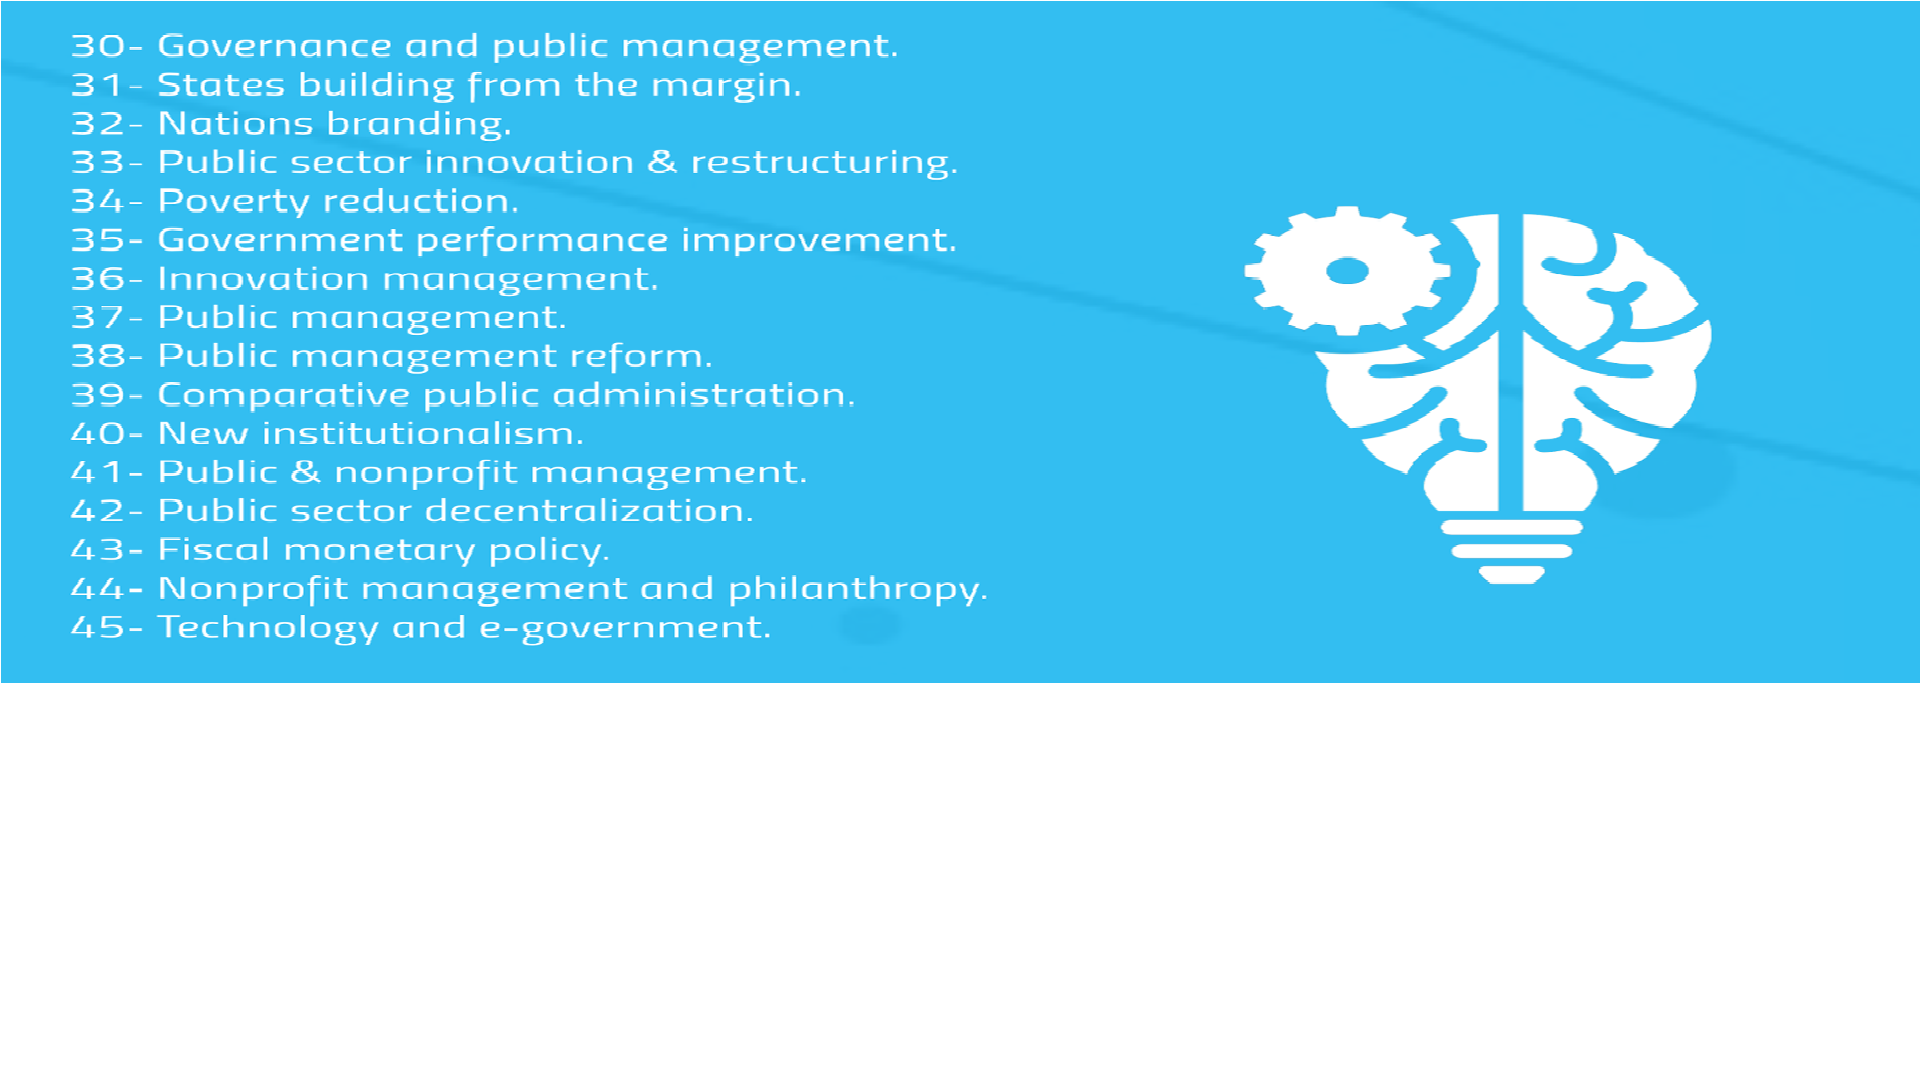 30- Governance and public management.
31- States building from the margin.
32- Nations branding.
33- Public sector innovation & restructuring.
34- Poverty reduction.
35- Government performance improvement.
36- Innovation management.
37- Public management.
38- Public management reform.
39- Comparative public administration.
40- New institutionalism.
41- Public & nonprofit management.
42- Public sector decentralization.
43- Fiscal monetary policy.
44- Nonprofit management and philanthropy.
45- Technology and e-government.